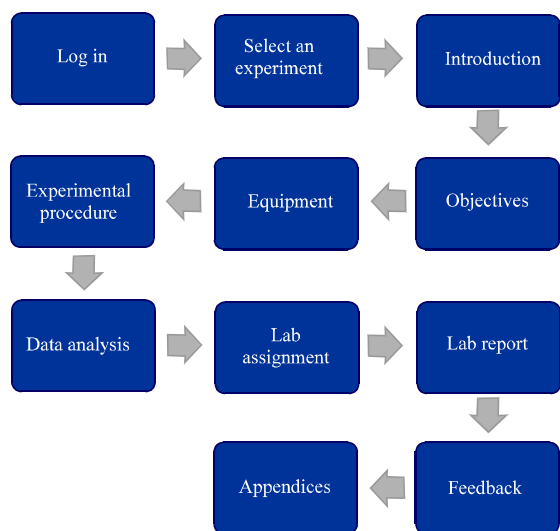 Log in
Select an
experiment
Introduction
Objectives
Equipment
Experimental
procedure
Data analysis
Lab
assignment
Lab report
Feedback
Appendices